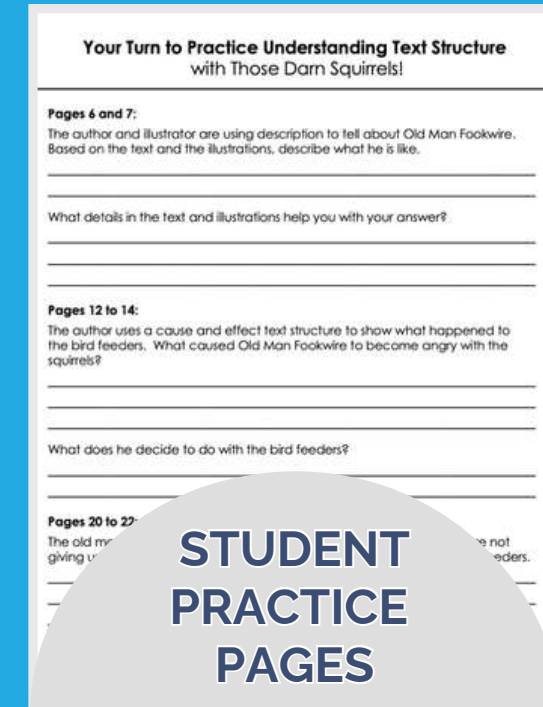 Your Turn to Practice Understanding Text Structure
with Those Darn Squirrels!
Pages 6 and 7:
The author and illustrator are using description to tell about Old Man Fookwire.
Based on the text and the illustrations, describe what he is like.
What details in the text and illustrations help you with your answer?
Pages 12 to 14:
The author uses a cause and effect text structure to show what happened to
the bird feeders. What caused Old Man Fookwire to become angry with the
squirrels?
What does he decide to do with the bird feeders?
Pages 20 to 22:
The old not
giving
STUDENT
PRACTICE
PAGES